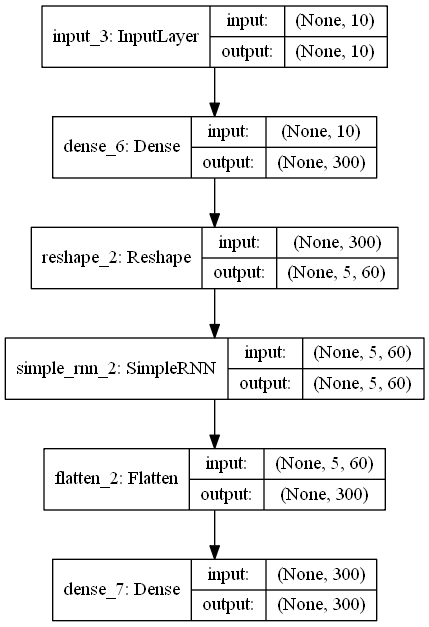 input_3: InputLayer
input: (None, 10)
output: (None, 10)
dense_6: Dense
input: (None, 10)
output: (None, 300)
reshape_2: Reshape
input: (None, 300)
output: (None, 5, 60)
simple_rnn_2: SimpleRNN
input: (None, 5, 60)
output: (None, 5, 60)
flatten_2: Flatten
input: (None, 5, 60)
output: (None, 300)
dense_7: Dense
input: (None, 300)
output: (None, 300)